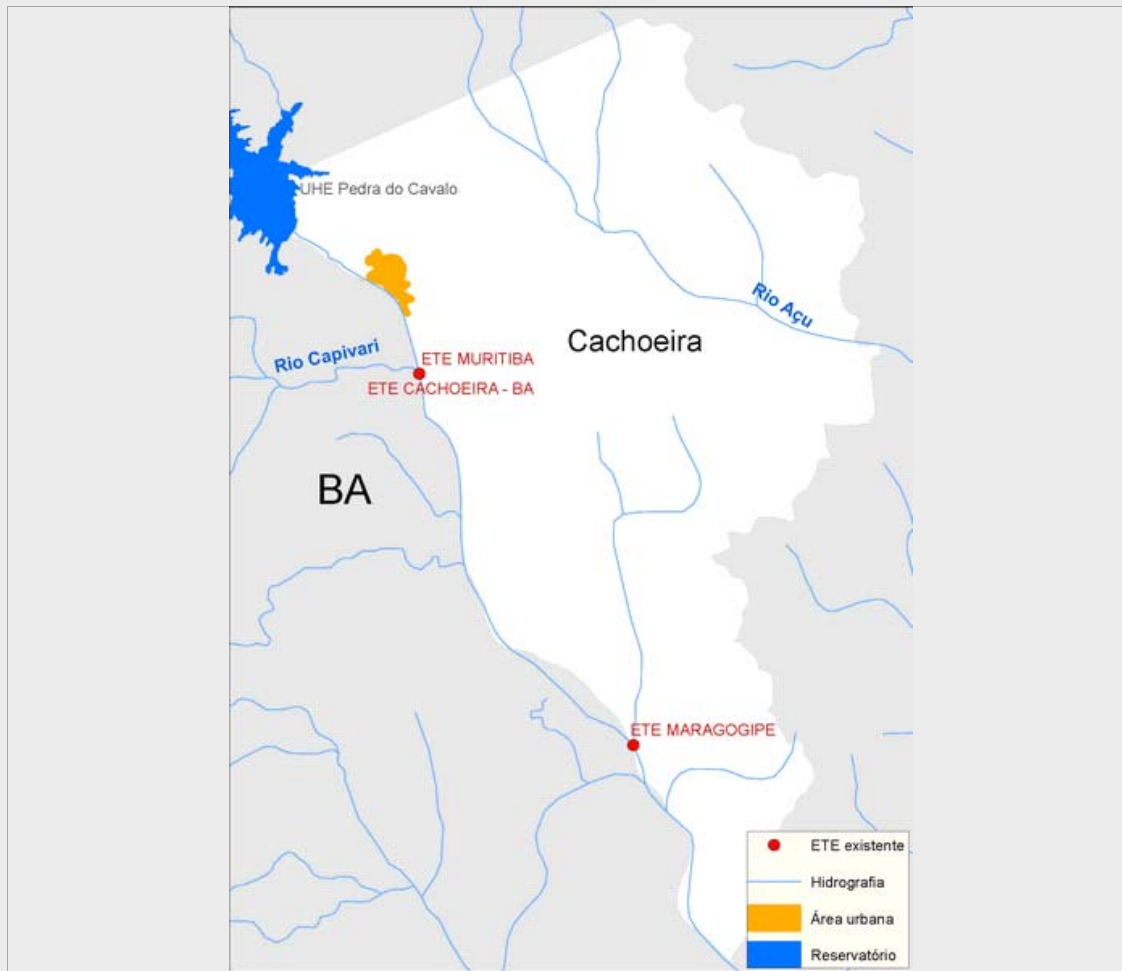 UHE Pedra do Cavalo
Rio Açu
Cachoeira
Rio Capivari
ETE MURITIBA
ETE CACHOEIRA - BA
BA
ETE MARAGOGIPE
ETE existente
Hidrografia
Área urbana
Reservatório